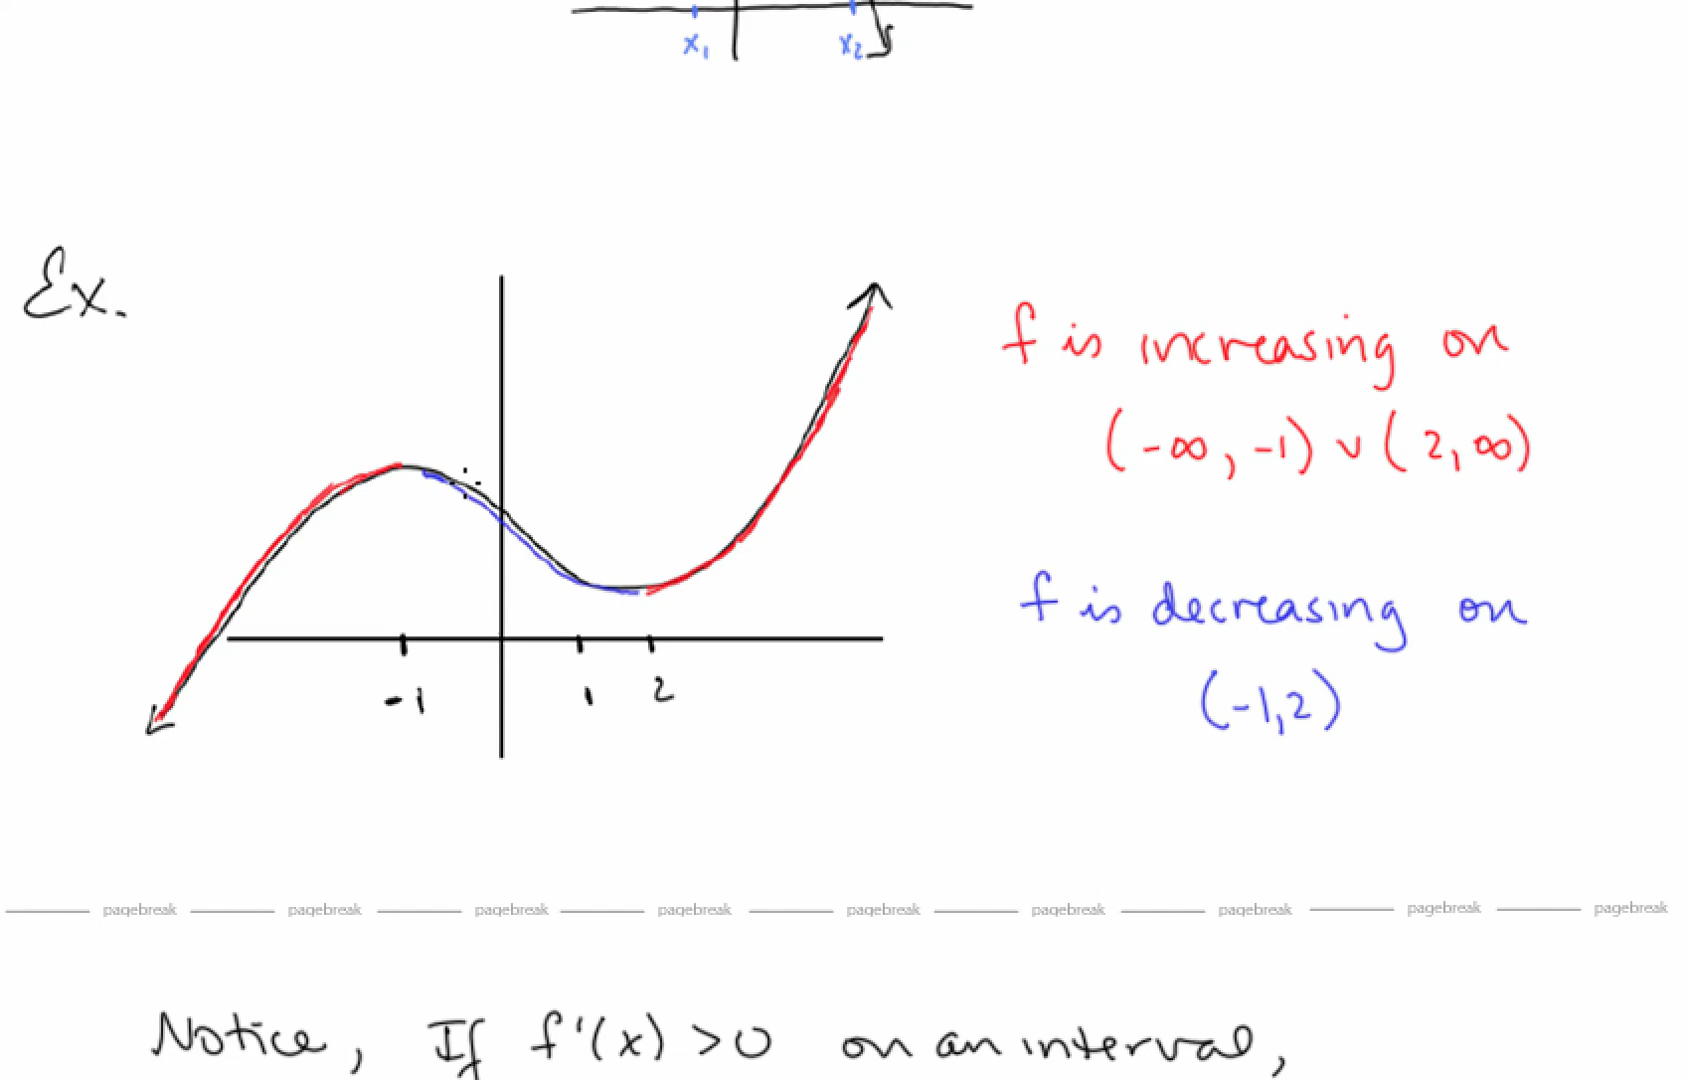 x₁ x₂
Ex.
f is increasing on
(-∞, -1) ∪ (2, ∞)
f is decreasing on
(-1, 2)
-1 1 2
pagebreak pagebreak pagebreak pagebreak pagebreak pagebreak pagebreak pagebreak pagebreak
Notice, If f'(x) > 0 on an interval,